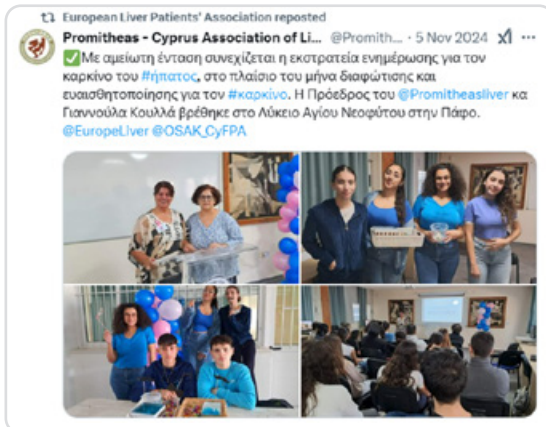 European Liver Patients' Association reposted
Promitheas - Cyprus Association of Li... @Promith... · 5 Nov 2024
✅Με αμείωτη ένταση συνεχίζεται η εκστρατεία ενημέρωσης για τον
καρκίνο του #ήπατος, στο πλαίσιο του μήνα διαφώτισης και
ευαισθητοποίησης για τον #καρκίνο. Η Πρόεδρος του @Promitheasliver κα
Γιαννούλα Κουλλά βρέθηκε στο Λύκειο Αγίου Νεοφύτου στην Πάφο.
@EuropeLiver @OSAK_CyFPA